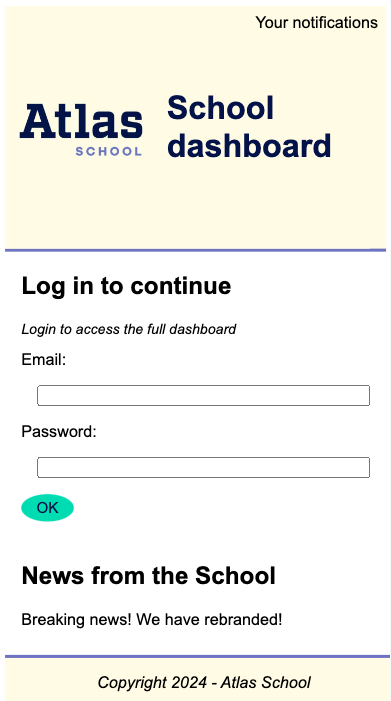 Your notifications
Atlas
SCHOOL
School
dashboard
Log in to continue
Login to access the full dashboard
Email:
Password:
OK
News from the School
Breaking news! We have rebranded!
Copyright 2024 - Atlas School